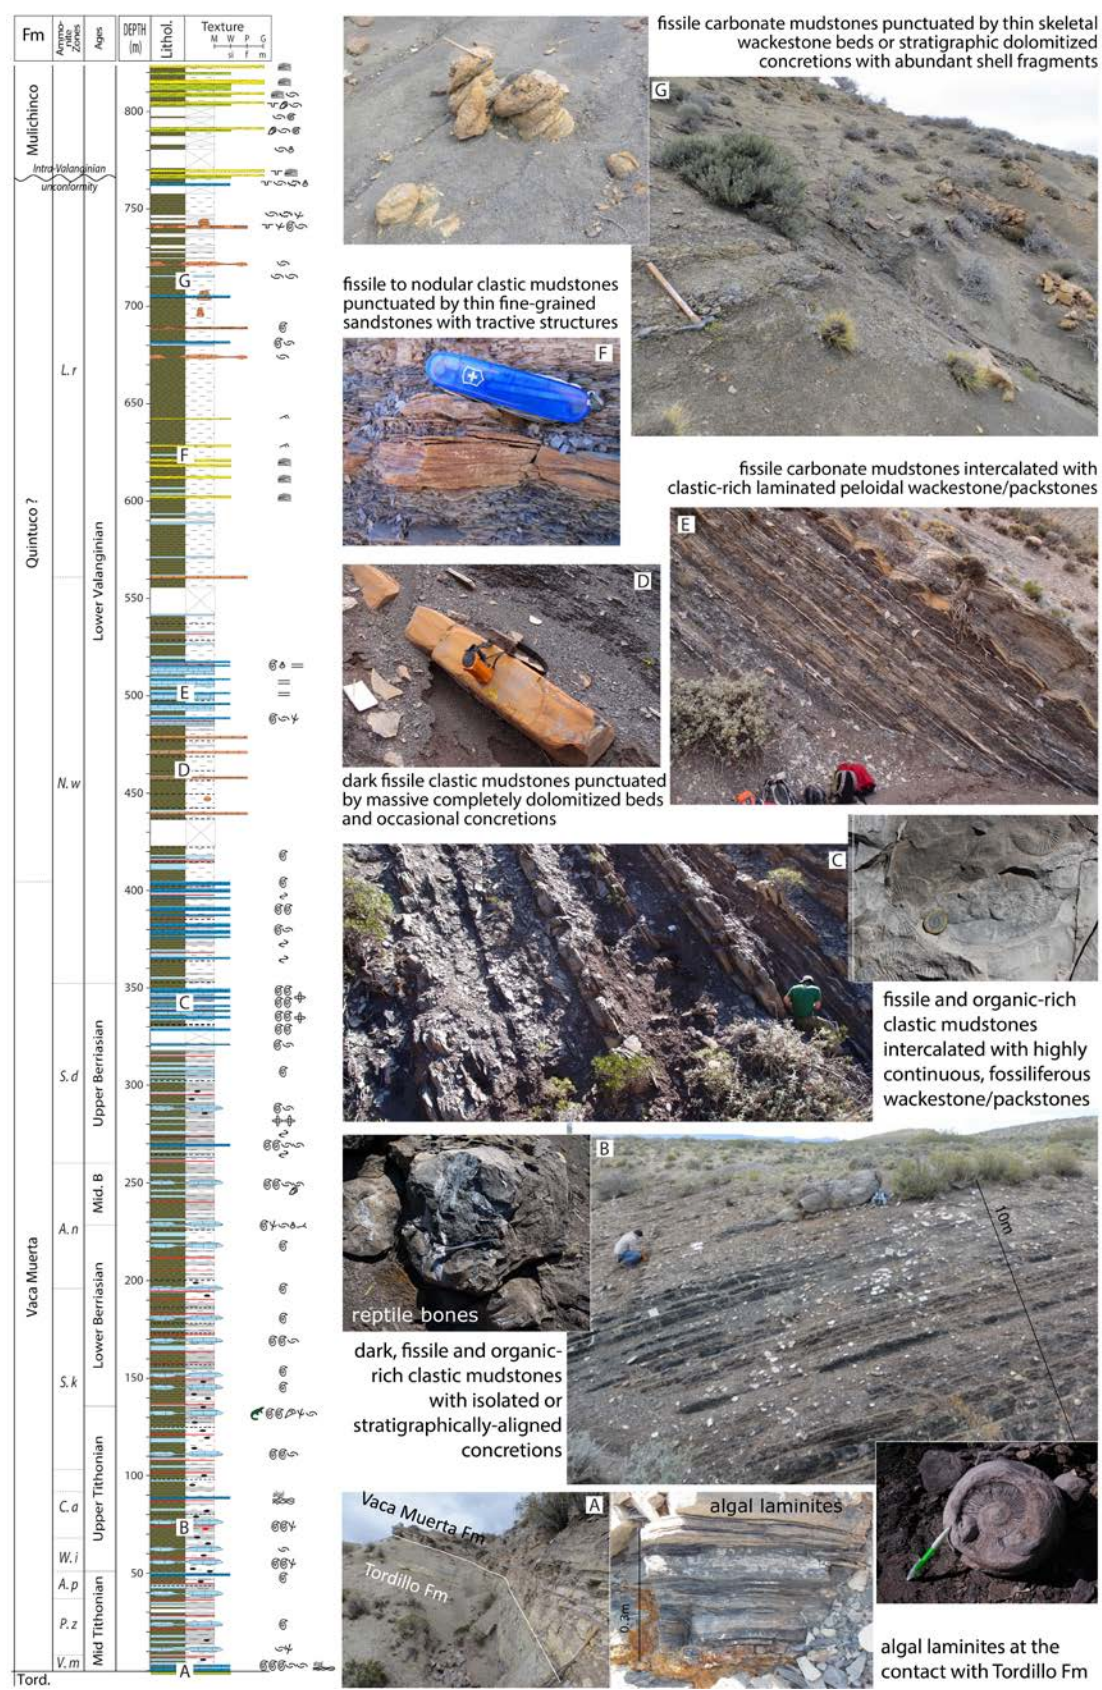 Fm
Ammo-
nite
Zones
Ages
DEPTH
(m)
Lithol.
Texture
M W P G
si f m
Mulichinco
Intra-Valanginian
unconformity
Quintuco ?
Vaca Muerta
Tord.
L.r
N.w
S.d
A.n
S.k
C.a
W.i
A.p
P.z
V.m
Lower Valanginian
Upper Berriasian
Mid. B
Lower Berriasian
Upper Tithonian
Mid Tithonian
800
750
700
650
600
550
500
450
400
350
300
250
200
150
100
50
G
F
E
D
C
B
A
fissile carbonate mudstones punctuated by thin skeletal
wackestone beds or stratigraphic dolomitized
concretions with abundant shell fragments
G
fissile to nodular clastic mudstones
punctuated by thin fine-grained
sandstones with tractive structures
F
fissile carbonate mudstones intercalated with
clastic-rich laminated peloidal wackestone/packstones
E
D
dark fissile clastic mudstones punctuated
by massive completely dolomitized beds
and occasional concretions
C
fissile and organic-rich
clastic mudstones
intercalated with highly
continuous, fossiliferous
wackestone/packstones
B
10m
reptile bones
dark, fissile and organic-
rich clastic mudstones
with isolated or
stratigraphically-aligned
concretions
A
Vaca Muerta Fm
Tordillo Fm
algal laminites
0.3m
algal laminites at the
contact with Tordillo Fm